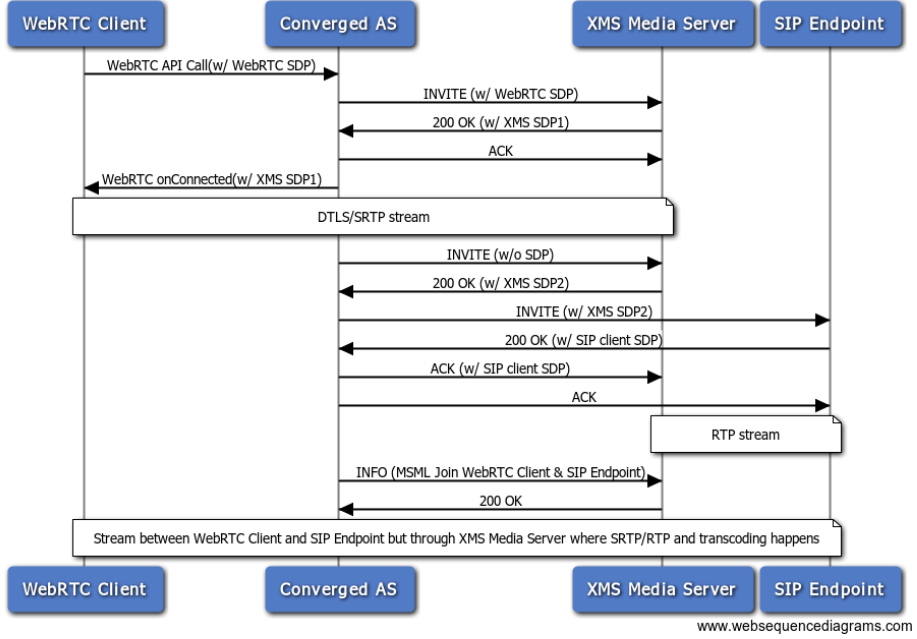 WebRTC Client Converged AS XMS Media Server SIP Endpoint
WebRTC API Call(w/ WebRTC SDP)
INVITE (w/ WebRTC SDP)
200 OK (w/ XMS SDP1)
ACK
WebRTC onConnected(w/ XMS SDP1)
DTLS/SRTP stream
INVITE (w/o SDP)
200 OK (w/ XMS SDP2)
INVITE (w/ XMS SDP2)
200 OK (w/ SIP client SDP)
ACK (w/ SIP client SDP)
ACK
RTP stream
INFO (MSML Join WebRTC Client & SIP Endpoint)
200 OK
Stream between WebRTC Client and SIP Endpoint but through XMS Media Server where SRTP/RTP and transcoding happens
WebRTC Client Converged AS XMS Media Server SIP Endpoint
www.websequencediagrams.com